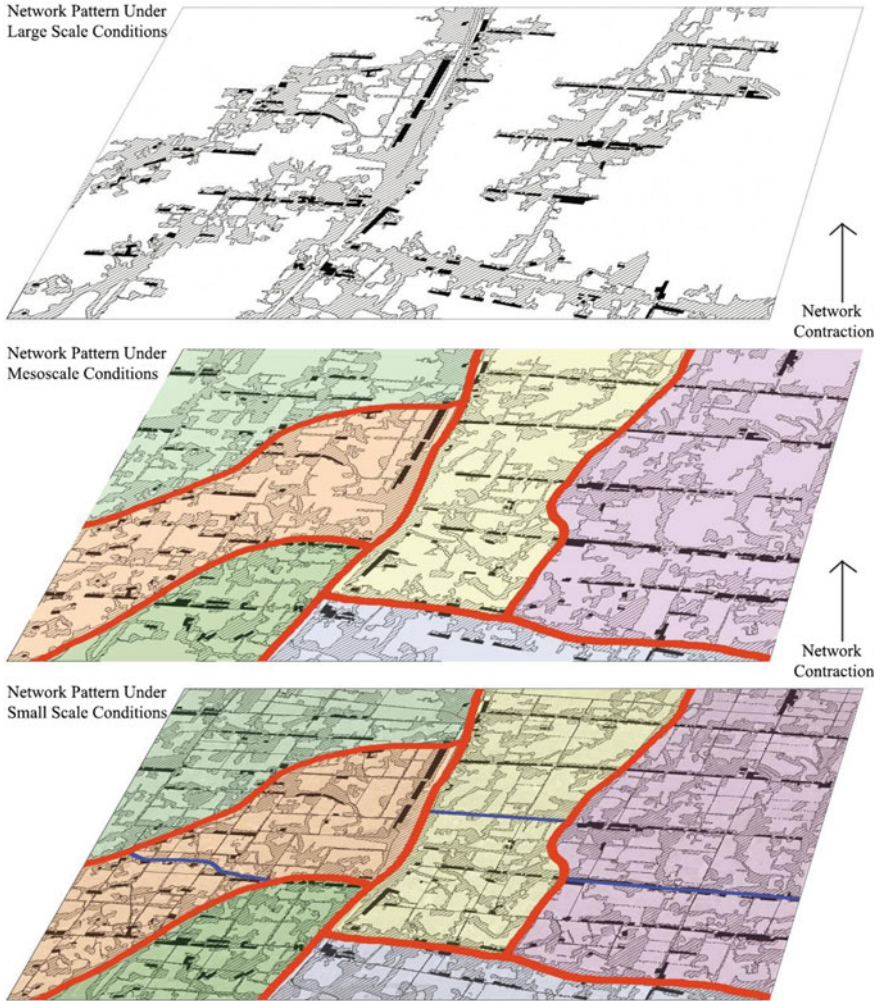 Network Pattern Under
Large Scale Conditions
Network
Contraction
Network Pattern Under
Mesoscale Conditions
Network
Contraction
Network Pattern Under
Small Scale Conditions